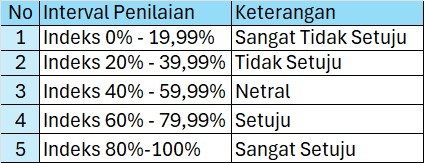 No Interval Penilaian Keterangan
1 Indeks 0% - 19,99% Sangat Tidak Setuju
2 Indeks 20% - 39,99% Tidak Setuju
3 Indeks 40% - 59,99% Netral
4 Indeks 60% - 79,99% Setuju
5 Indeks 80%-100% Sangat Setuju